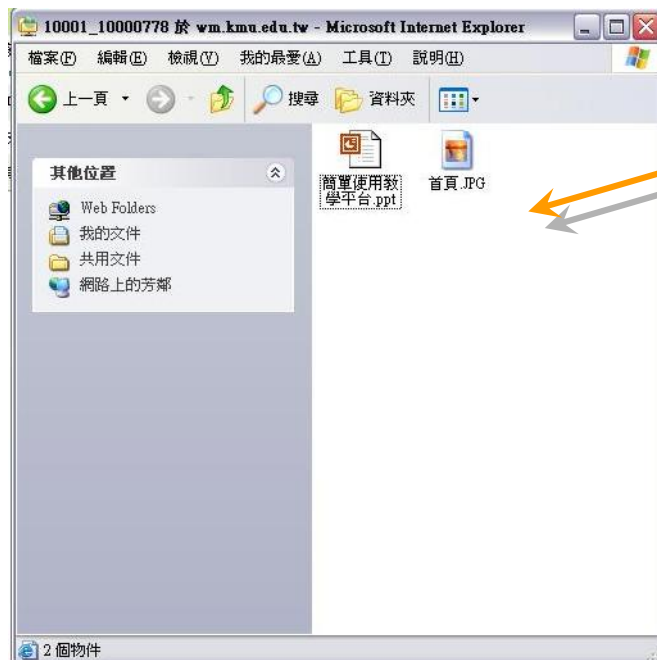 10001_10000778 於 wm.kmu.edu.tw - Microsoft Internet Explorer
檔案(F) 編輯(E) 檢視(V) 我的最愛(A) 工具(T) 説明(H)
上一頁 搜尋 資料夾
其他位置
Web Folders
我的文件
共用文件
網路上的芳鄰
簡單使用教
學平台.ppt
首頁.JPG
2 個物件